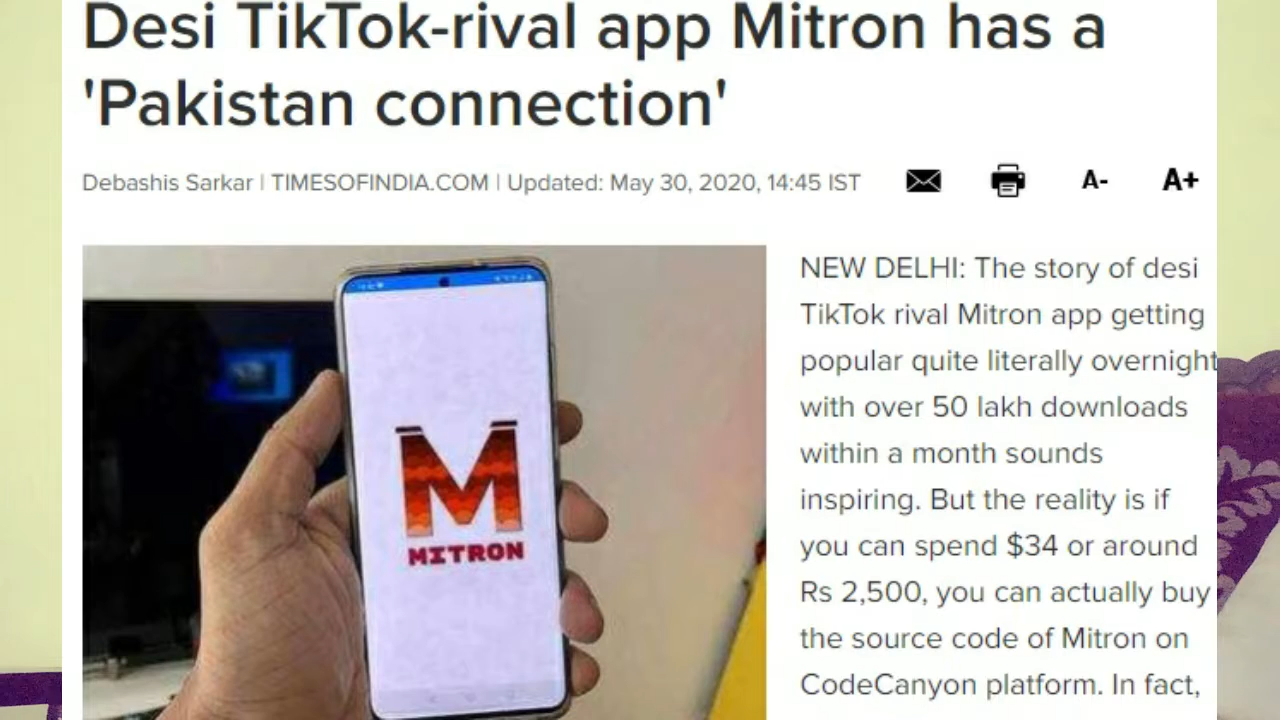 Desi TikTok-rival app Mitron has a
'Pakistan connection'
Debashis Sarkar | TIMESOFINDIA.COM | Updated: May 30, 2020, 14:45 IST
A-
A+
M
MITRON
NEW DELHI: The story of desi
TikTok rival Mitron app getting
popular quite literally overnight
with over 50 lakh downloads
within a month sounds
inspiring. But the reality is if
you can spend $34 or around
Rs 2,500, you can actually buy
the source code of Mitron on
CodeCanyon platform. In fact,